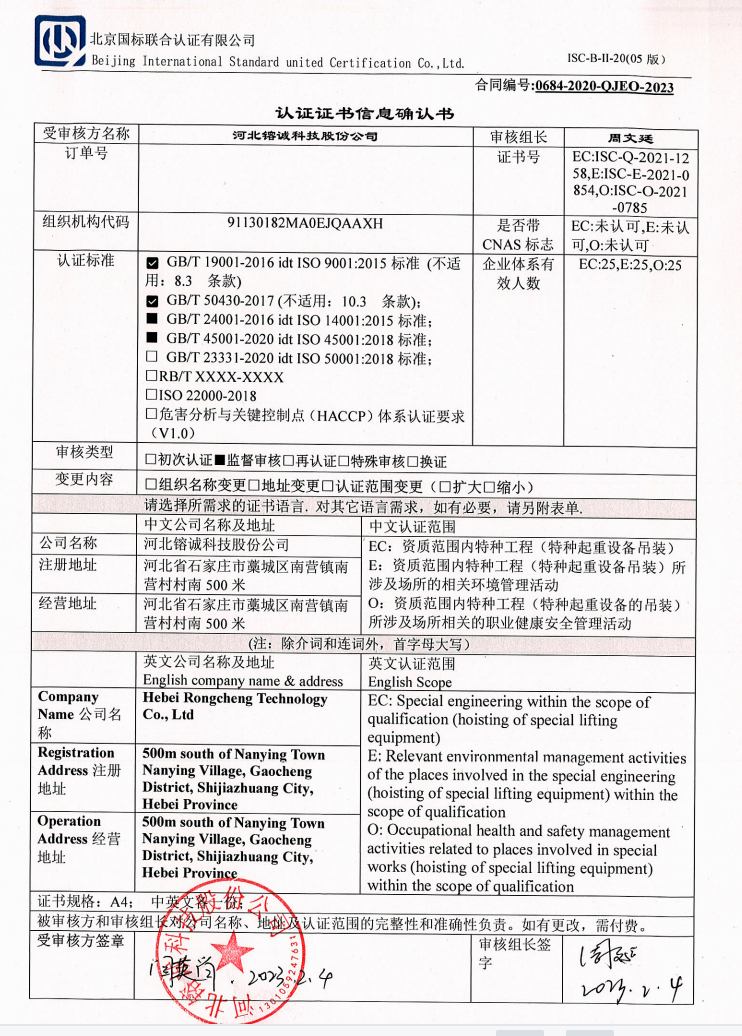 北京国标联合认证有限公司
Beijing International Standard united Certification Co.,Ltd.
ISC-B-II-20(05 版)
合同编号:0684-2020-QJEO-2023
认证证书信息确认书
受审核方名称 河北镕诚科技股份公司 审核组长 周文廷
订单号 证书号 EC:ISC-Q-2021-12
58,E:ISC-E-2021-0
854,O:ISC-O-2021
-0785
组织机构代码 91130182MA0EJQAAXH 是否带 EC:未认可,E:未认
CNAS 标志 可,O:未认可
认证标准 ☑ GB/T 19001-2016 idt ISO 9001:2015 标准 (不适 企业体系有 EC:25,E:25,O:25
用：8.3 条款) 效人数
☑ GB/T 50430-2017 (不适用：10.3 条款);
■ GB/T 24001-2016 idt ISO 14001:2015 标准；
■ GB/T 45001-2020 idt ISO 45001:2018 标准；
□ GB/T 23331-2020 idt ISO 50001:2018 标准；
□RB/T XXXX-XXXX
□ISO 22000-2018
□危害分析与关键控制点（HACCP）体系认证要求
（V1.0）
审核类型 □初次认证■监督审核□再认证□特殊审核□换证
变更内容 □组织名称变更□地址变更□认证范围变更（□扩大□缩小）
请选择所需求的证书语言. 对其它语言需求，如有必要，请另附表单.
中文公司名称及地址 中文认证范围
公司名称 河北镕诚科技股份公司
注册地址 河北省石家庄市藁城区南营镇南
营村村南 500 米
经营地址 河北省石家庄市藁城区南营镇南
营村村南 500 米
EC：资质范围内特种工程（特种起重设备吊装）
E：资质范围内特种工程（特种起重设备吊装）所
涉及场所的相关环境管理活动
O：资质范围内特种工程（特种起重设备的吊装）
所涉及场所相关的职业健康安全管理活动
(注：除介词和连词外，首字母大写)
英文公司名称及地址 英文认证范围
English company name & address English Scope
Company Hebei Rongcheng Technology
Name 公司名 Co., Ltd
称
Registration 500m south of Nanying Town
Address 注册 Nanying Village, Gaocheng
地址 District, Shijiazhuang City,
Hebei Province
Operation 500m south of Nanying Town
Address 经营 Nanying Village, Gaocheng
地址 District, Shijiazhuang City,
Hebei Province
EC: Special engineering within the scope of
qualification (hoisting of special lifting
equipment)
E: Relevant environmental management activities
of the places involved in the special engineering
(hoisting of special lifting equipment) within the
scope of qualification
O: Occupational health and safety management
activities related to places involved in special
works (hoisting of special lifting equipment)
within the scope of qualification
证书规格：A4； 中英文各一份;
被审核方和审核组长对公司名称、地址及认证范围的完整性和准确性负责。如有更改，需付费。
受审核方签章 2023.2.4 审核组长签
字 2023.2.4
科技股份公司
河北
1301059247631